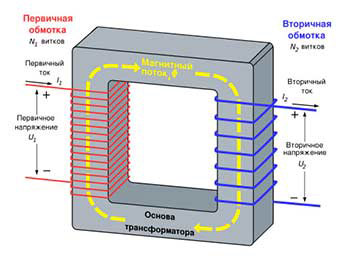 Первичная
обмотка
N1 витков
Первичный
ток
I1
+
Первичное
напряжение
U1
−
Магнитный
поток, Φ
Вторичная
обмотка
N2 витков
Вторичный
ток
I2
+
Вторичное
напряжение
U2
−
Основа
трансформатора